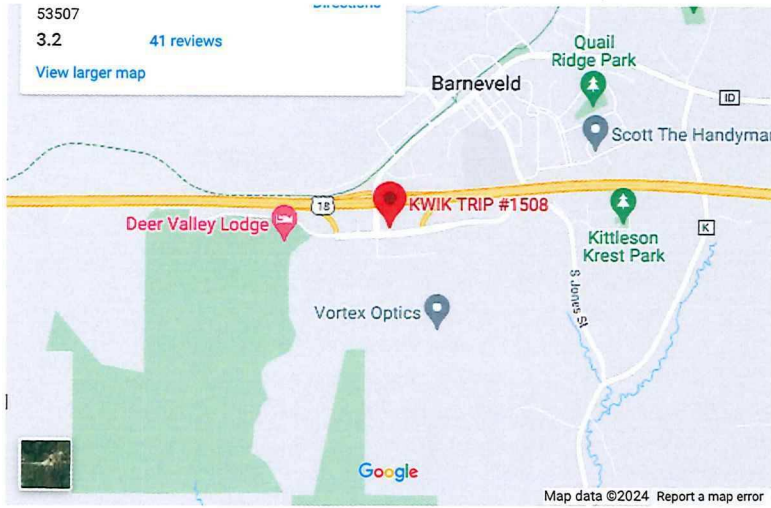 53507
3.2 41 reviews
View larger map
Quail
Ridge Park
Barneveld
ID
Scott The Handyma
18
KWIK TRIP #1508
Deer Valley Lodge
Kittleson
Krest Park
K
S Jones St
Vortex Optics
Google
Map data ©2024 Report a map error